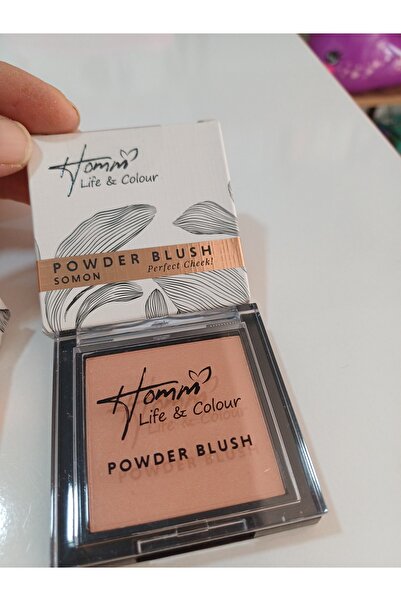 Homm
Life & Colour
POWDER BLUSH
SOMON
Perfect Cheek!
Homm
Life & Colour
POWDER BLUSH